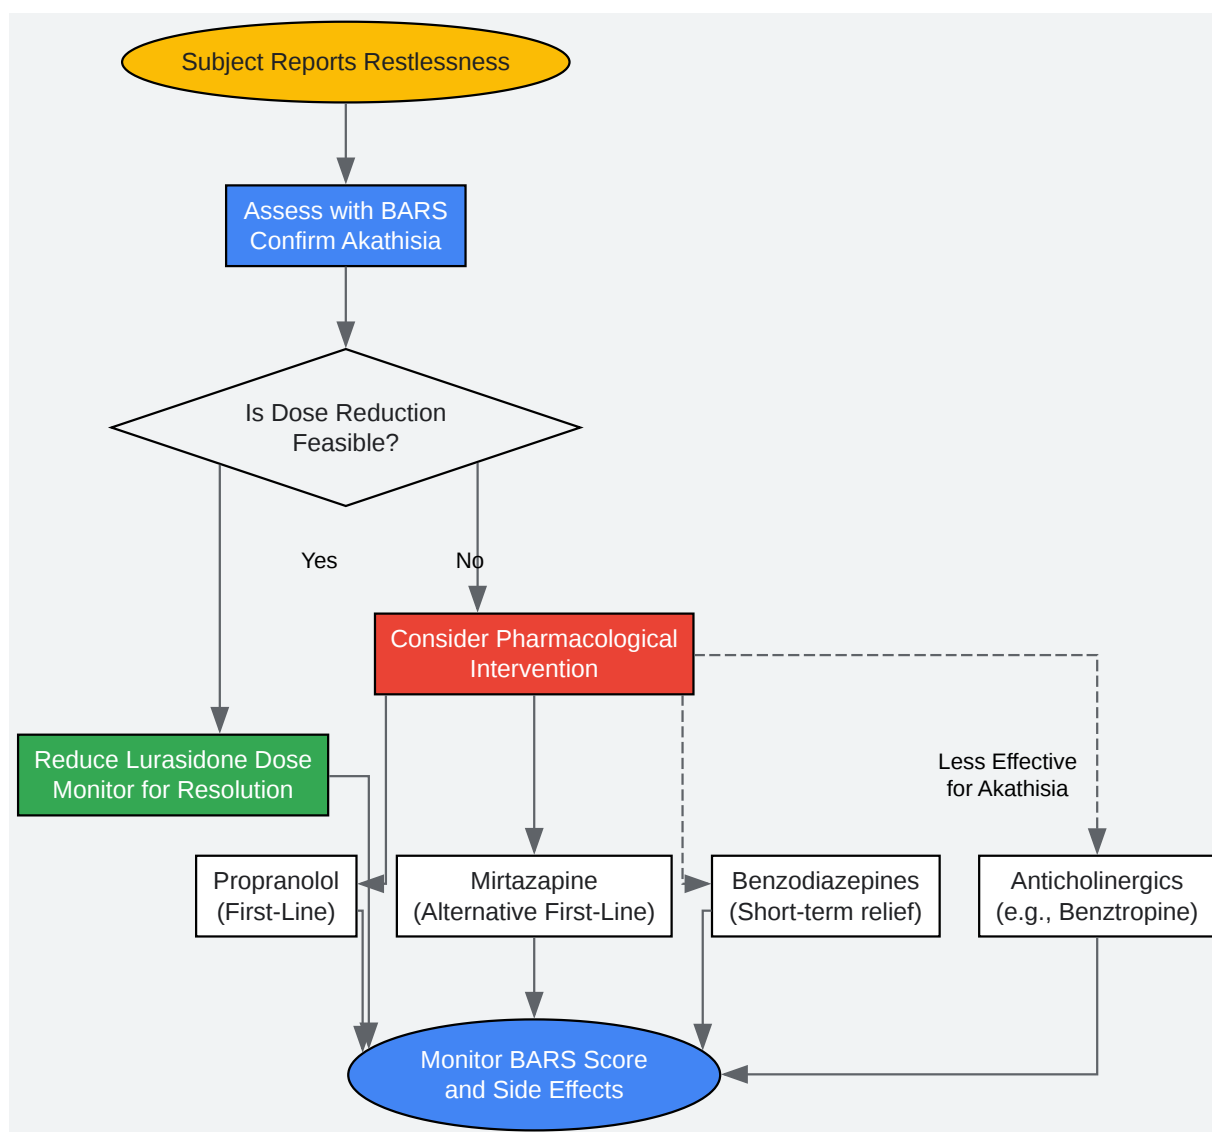 Subject Reports Restlessness
Assess with BARS
Confirm Akathisia
Is Dose Reduction
Feasible?
Yes
No
Consider Pharmacological
Intervention
Reduce Lurasidone Dose
Monitor for Resolution
Less Effective
for Akathisia
Propranolol
(First-Line)
Mirtazapine
(Alternative First-Line)
Benzodiazepines
(Short-term relief)
Anticholinergics
(e.g., Benztropine)
Monitor BARS Score
and Side Effects